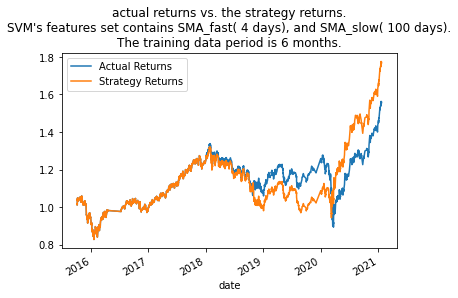 actual returns vs. the strategy returns.
SVM's features set contains SMA_fast( 4 days), and SMA_slow( 100 days).
The training data period is 6 months.
1.8
1.6
1.4
1.2
1.0
0.8
Actual Returns
Strategy Returns
2016
2017
2018
2019
2020
2021
date